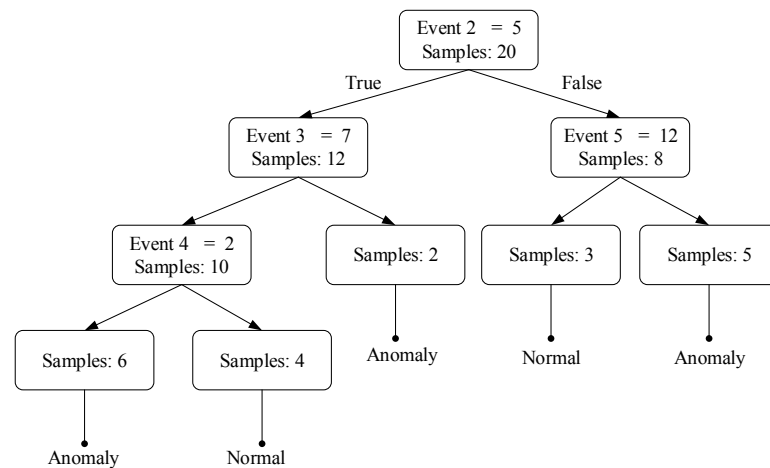 Event 2 = 5
Samples: 20
True
False
Event 3 = 7
Samples: 12
Event 5 = 12
Samples: 8
Event 4 = 2
Samples: 10
Samples: 2
Samples: 3
Samples: 5
Samples: 6
Samples: 4
Anomaly
Normal
Anomaly
Anomaly
Normal